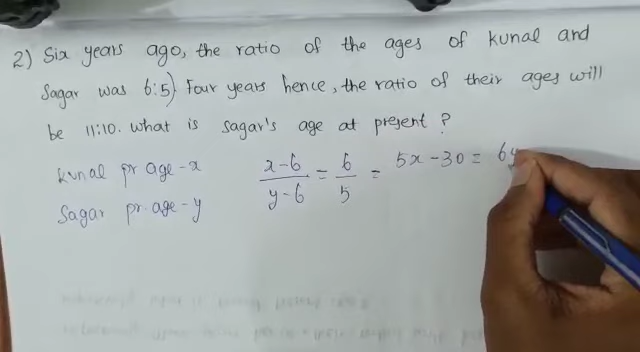 2) Six years ago, the ratio of the ages of Kunal and
Sagar was 6:5) Four years hence, the ratio of their ages will
be 11:10. What is Sagar's age at present ?
Kunal pr age - x
x-6/y-6 = 6/5 = 5x - 30 = 6y
Sagar pr. age - y